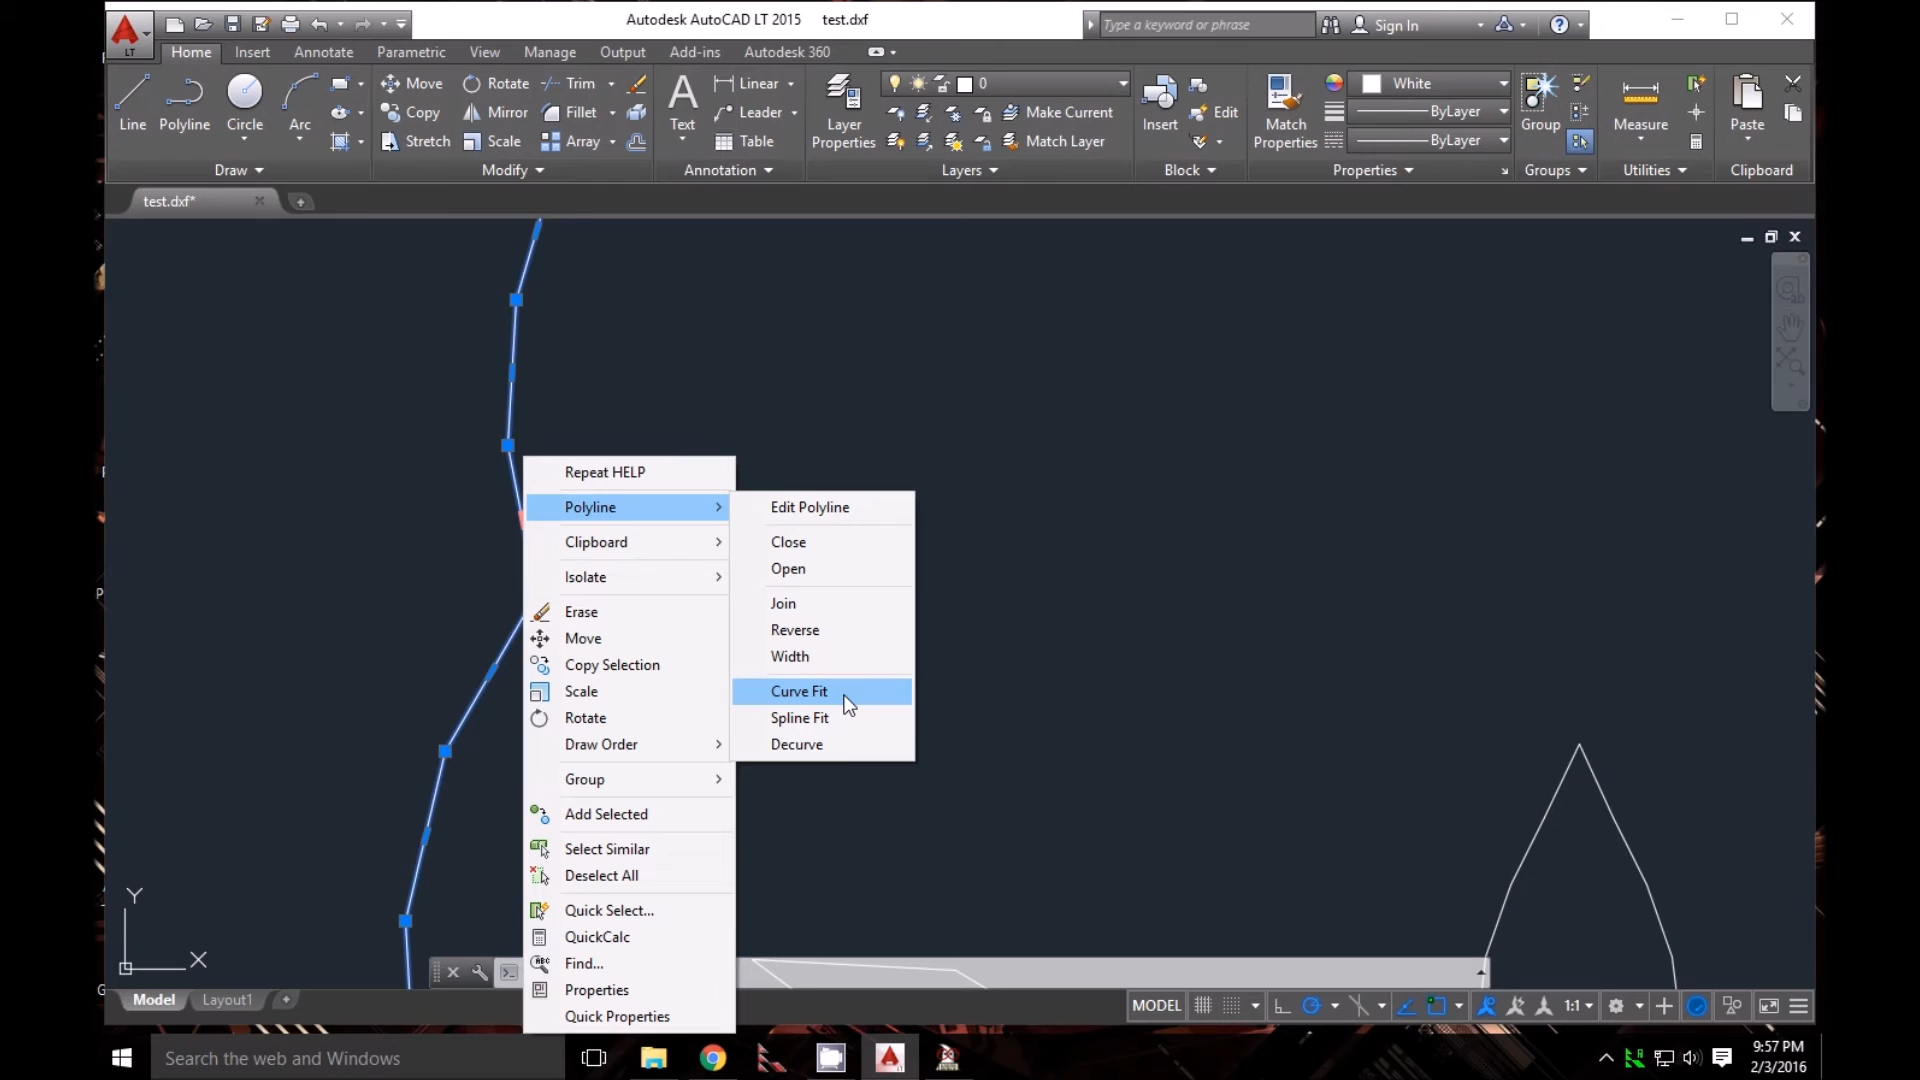 Autodesk AutoCAD LT 2015 test.dxf
Type a keyword or phrase
Sign In
LT
Home Insert Annotate Parametric View Manage Output Add-ins Autodesk 360
Line Polyline Circle Arc
Move Rotate Trim
Copy Mirror Fillet
Stretch Scale Array
Text
Linear
Leader
Table
Layer
Properties
0
Make Current
Match Layer
Insert
Edit
Match
Properties
White
ByLayer
ByLayer
Group
Measure
Paste
Draw Modify Annotation Layers Block Properties Groups Utilities Clipboard
test.dxf*
Repeat HELP
Polyline
Clipboard
Isolate
Erase
Move
Copy Selection
Scale
Rotate
Draw Order
Group
Add Selected
Select Similar
Deselect All
Quick Select...
QuickCalc
Find...
Properties
Quick Properties
Edit Polyline
Close
Open
Join
Reverse
Width
Curve Fit
Spline Fit
Decurve
Y
X
Model Layout1
MODEL 1:1
Search the web and Windows
9:57 PM
2/3/2016